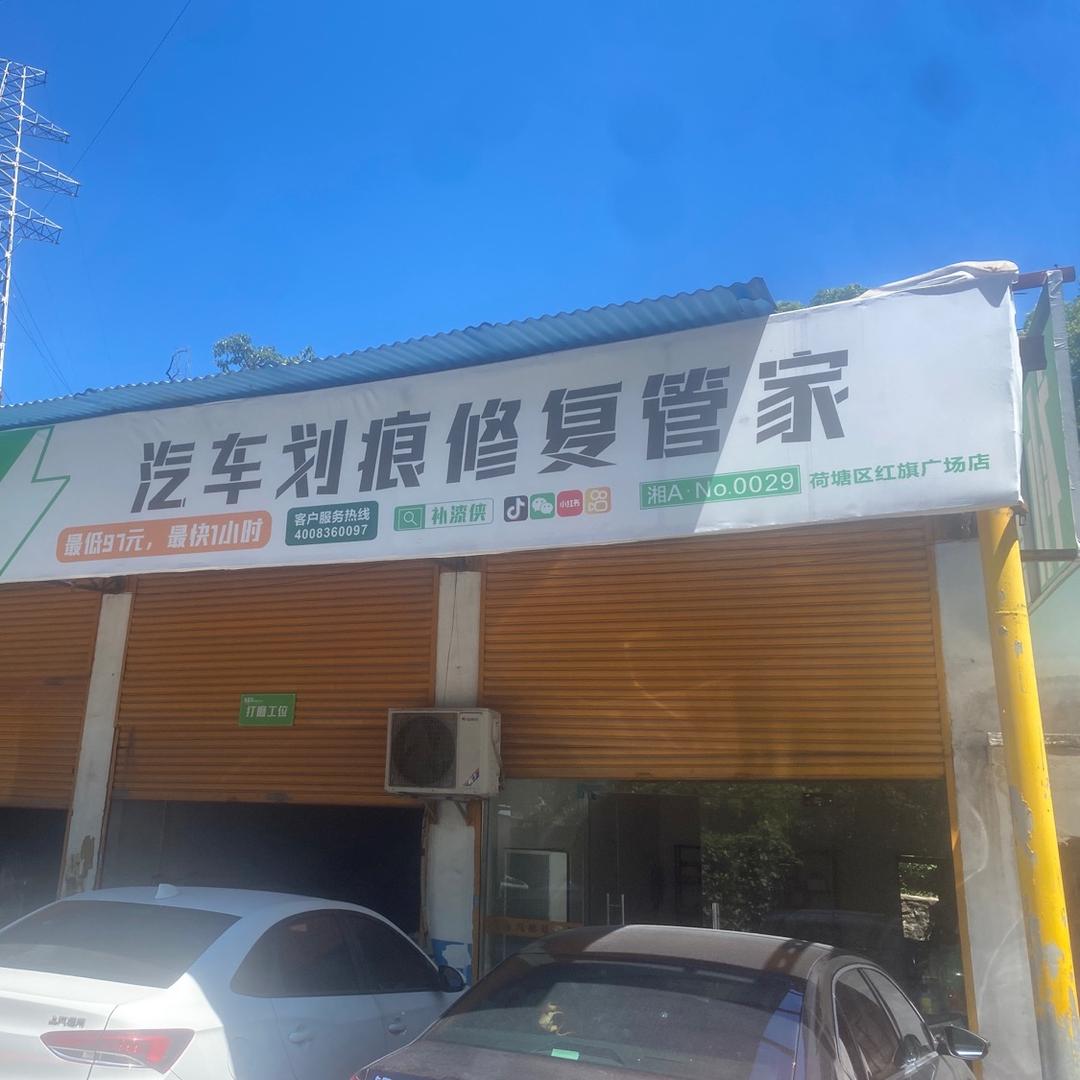 汽车划痕修复管家
最低97元，最快1小时
客户服务热线
4008360097
补漆侠
小红书
湘A·No.0029
荷塘区红旗广场店
打磨工位